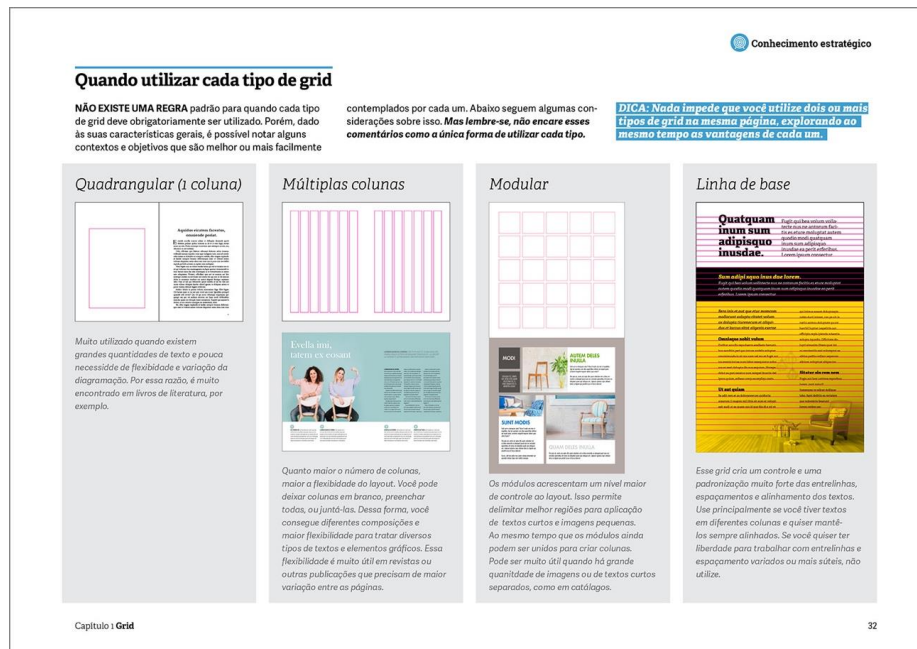 Conhecimento estratégico
Quando utilizar cada tipo de grid
NÃO EXISTE UMA REGRA padrão para quando cada tipo
de grid deve obrigatoriamente ser utilizado. Porém, dado
às suas características gerais, é possível notar alguns
contextos e objetivos que são melhor ou mais facilmente
contemplados por cada um. Abaixo seguem algumas con-
siderações sobre isso. Mas lembre-se, não encare esses
comentários como a única forma de utilizar cada tipo.
DICA: Nada impede que você utilize dois ou mais
tipos de grid na mesma página, explorando ao
mesmo tempo as vantagens de cada um.
Quadrangular (1 coluna)
Muito utilizado quando existem
grandes quantidades de texto e pouca
necessidde de flexibilidade e variação da
diagramação. Por essa razão, é muito
encontrado em livros de literatura, por
exemplo.
Múltiplas colunas
Evella inu,
tatem ex eosant
Quanto maior o número de colunas,
maior a flexibilidade do layout. Você pode
deixar colunas em branco, preenchar
todas, ou juntá-las. Dessa forma, você
consegue diferentes composições e
maior flexibilidade para tratar diversos
tipos de textos e elementos gráficos. Essa
flexibilidade é muito útil em revistas ou
outras publicações que precisam de maior
variação entre as páginas.
Modular
MODI
AUTEM DELES
INULLA
SUNT MODIS
QUAM DELES INULLA
Os módulos acrescentam um nível maior
de controle ao layout. Isso permite
delimitar melhor regiões para aplicação
de textos curtos e imagens pequenas.
Ao mesmo tempo que os módulos ainda
podem ser unidos para criar colunas.
Pode ser muito útil quando há grande
quanitdade de imagens ou de textos curtos
separados, como em catálagos.
Linha de base
Quatquam
inum sum
adipisquo
inusdae.
Sum adipi squo inus doe lorem.
Esse grid cria um controle e uma
padronização muito forte das entrelinhas,
espaçamentos e alinhamento dos textos.
Use principalmente se você tiver textos
em diferentes colunas e quiser mantê-
los sempre alinhados. Se você quiser ter
liberdade para trabalhar com entrelinhas e
espaçamento variados ou mais súteis, não
utilize.
Capítulo 1 Grid
32